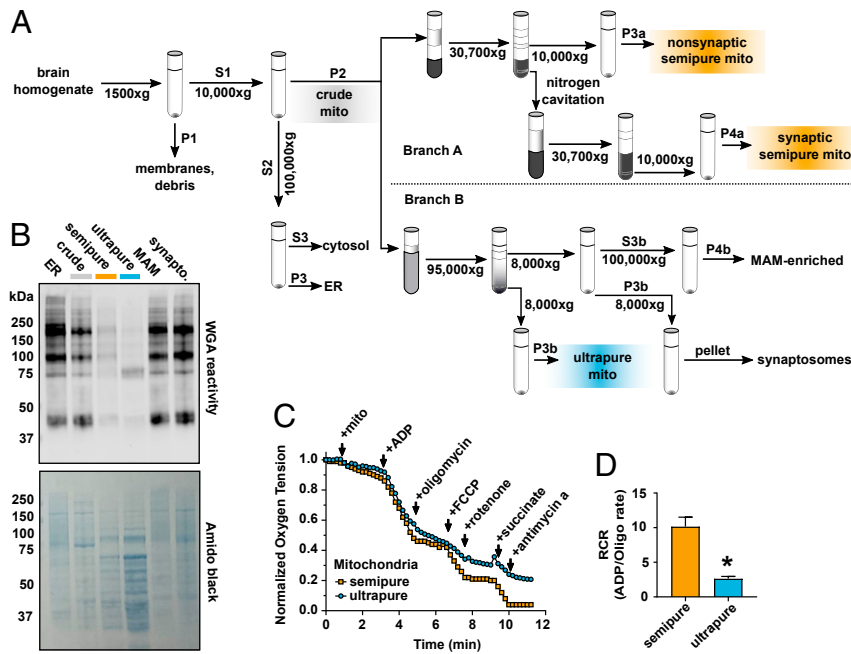 A
brain
homogenate
1500xg
P1
membranes,
debris
S1
10,000xg
P2
crude
mito
S2
100,000xg
S3
cytosol
P3
ER
30,700xg
10,000xg
P3a
nonsynaptic
semipure mito
nitrogen
cavitation
30,700xg
10,000xg
P4a
synaptic
semipure mito
Branch A
Branch B
95,000xg
8,000xg
S3b
100,000xg
P4b
MAM-enriched
8,000xg
P3b
8,000xg
P3b
ultrapure
mito
pellet
synaptosomes
B
ER
crude
semipure
ultrapure
MAM
synapto.
kDa
250
150
100
75
50
37
WGA reactivity
250
150
100
75
50
37
Amido black
C
Normalized Oxygen Tension
1.0
0.8
0.6
0.4
0.2
0.0
+mito
+ADP
+oligomycin
+FCCP
+rotenone
+succinate
+antimycin a
Mitochondria
semipure
ultrapure
0 2 4 6 8 10 12
Time (min)
D
RCR
(ADP/Oligo rate)
15
10
5
0
*
semipure
ultrapure